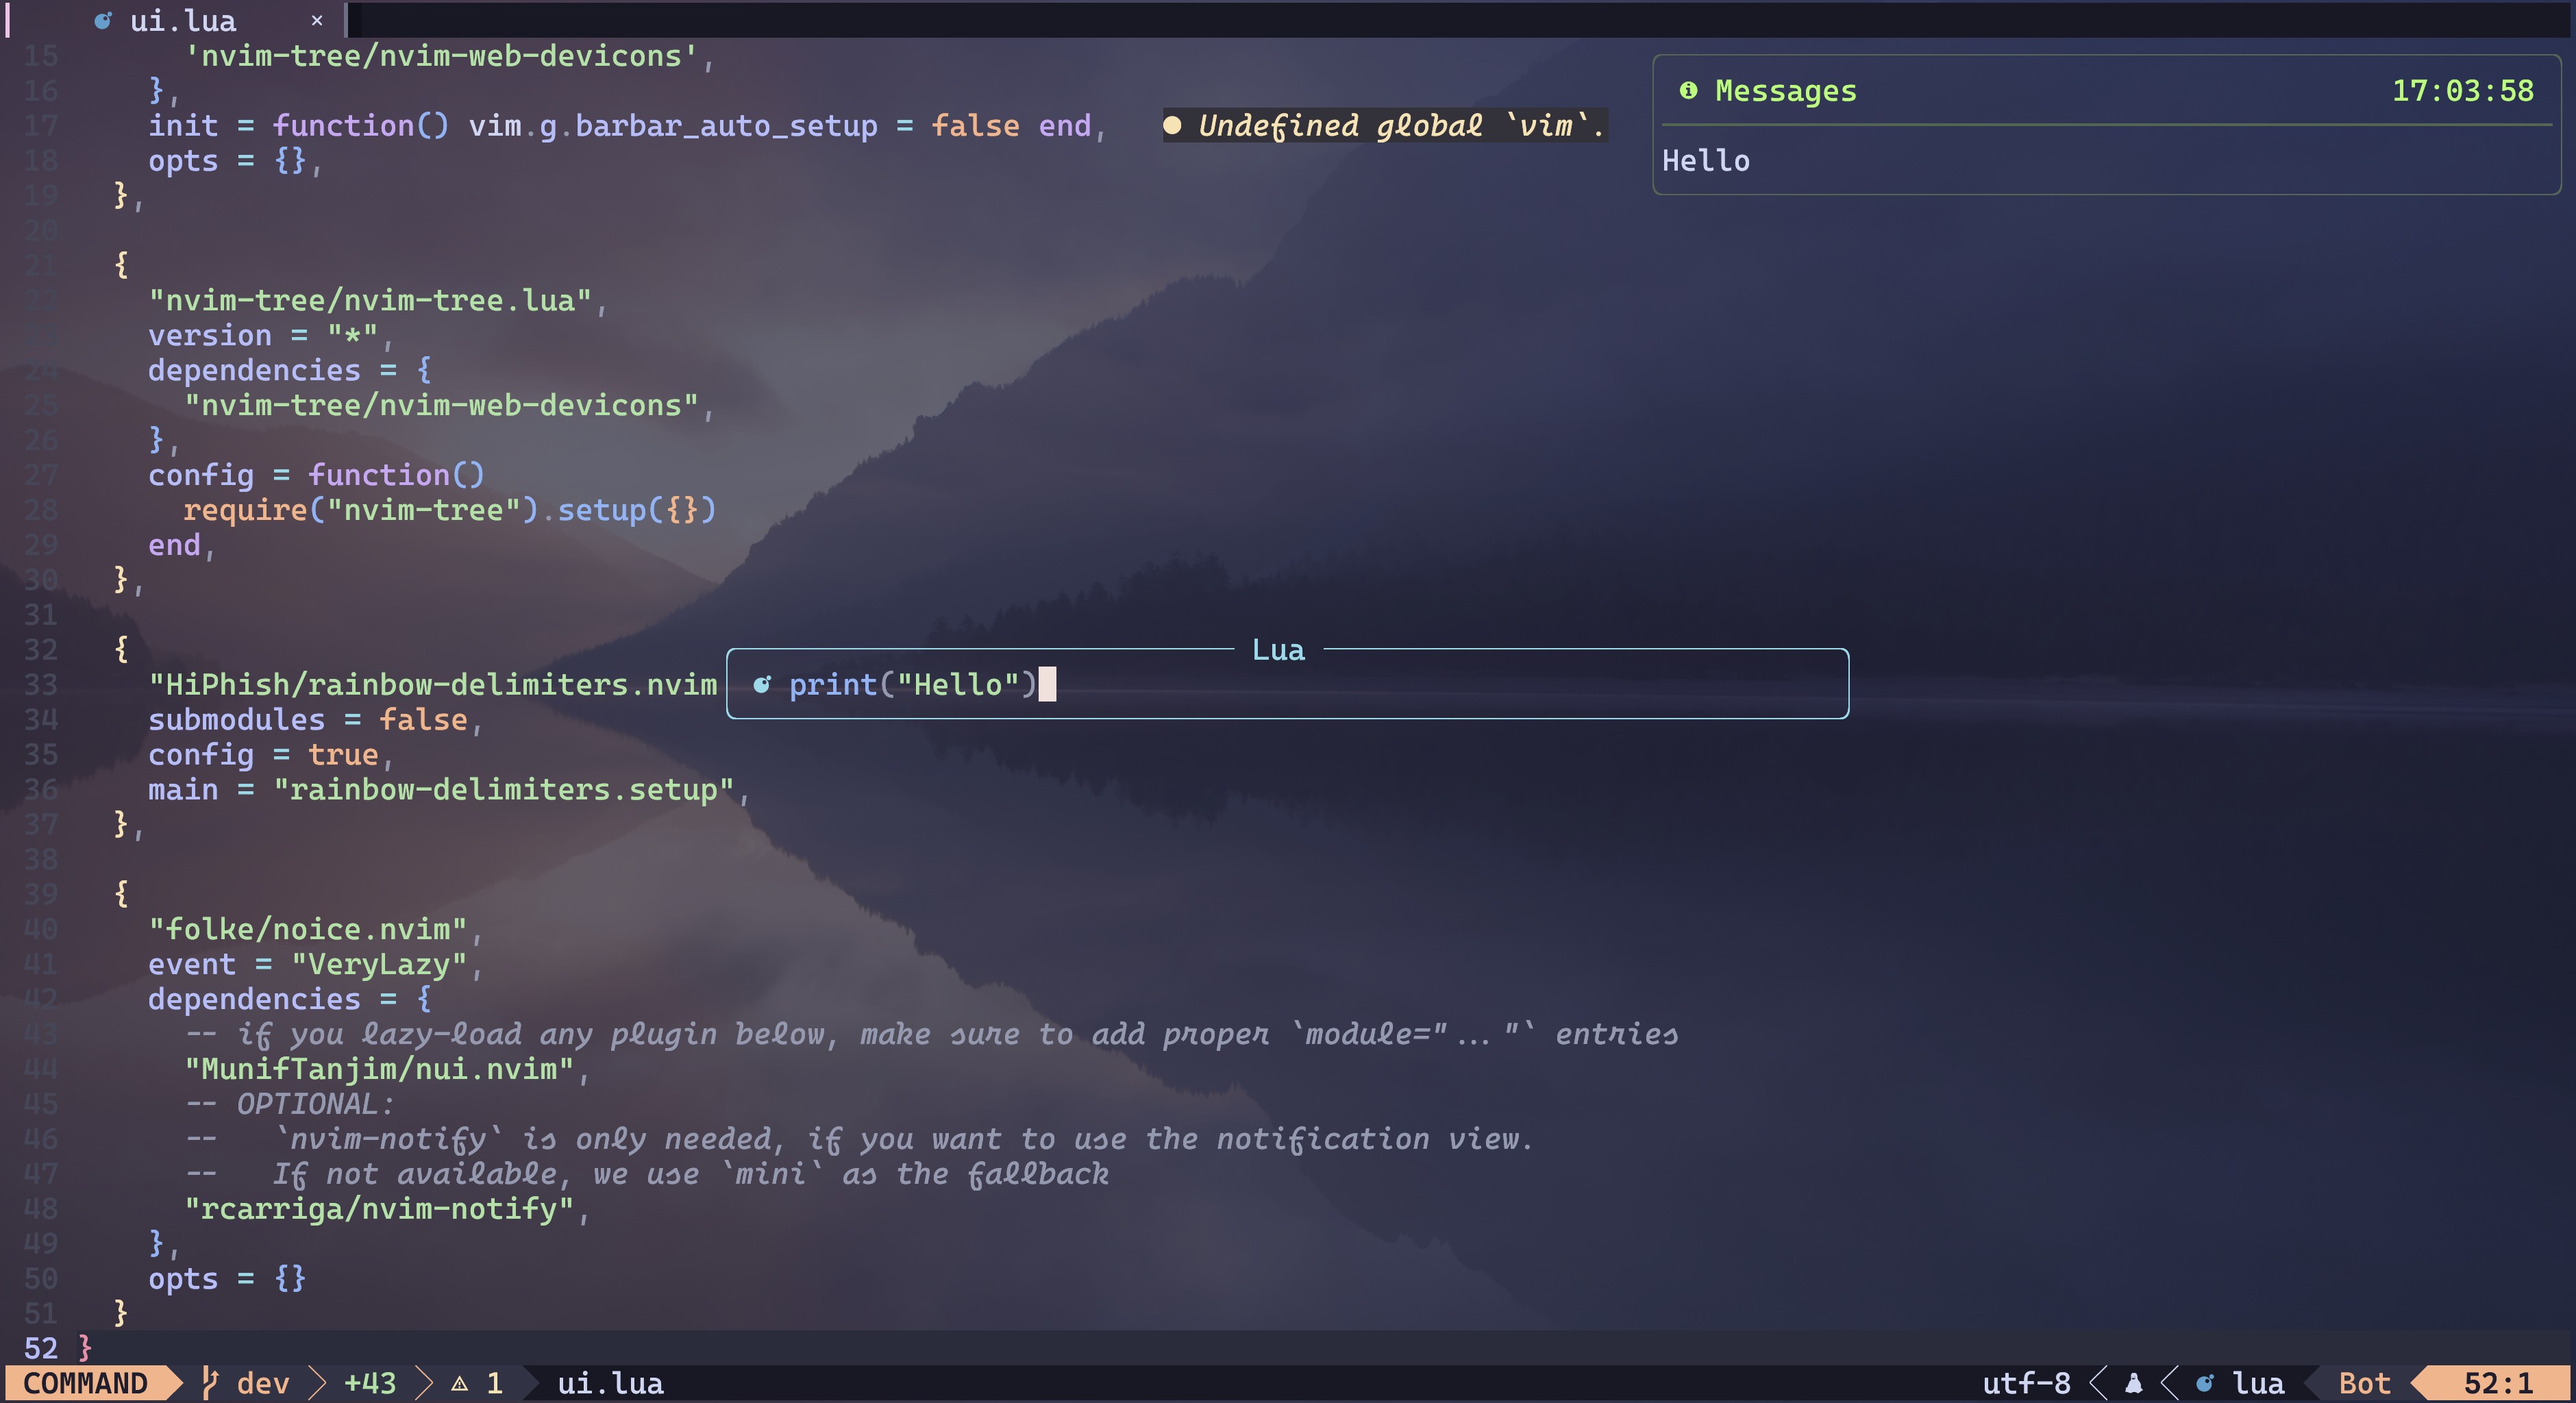 ui.lua ×
15 'nvim-tree/nvim-web-devicons',
16 },
17 init = function() vim.g.barbar_auto_setup = false end, ● Undefined global `vim`.
18 opts = {},
19 },
20
21 {
22 "nvim-tree/nvim-tree.lua",
version = "*",
24 dependencies = {
25 "nvim-tree/nvim-web-devicons",
26 },
27 config = function()
28 require("nvim-tree").setup({})
29 end,
30 },
31
32 {
33 "HiPhish/rainbow-delimiters.nvim
34 submodules = false,
35 config = true,
36 main = "rainbow-delimiters.setup",
37 },
38
39 {
40 "folke/noice.nvim",
41 event = "VeryLazy",
42 dependencies = {
43 -- if you lazy-load any plugin below, make sure to add proper `module="..."` entries
44 "MunifTanjim/nui.nvim",
45 -- OPTIONAL:
46 -- `nvim-notify` is only needed, if you want to use the notification view.
47 -- If not available, we use `mini` as the fallback
48 "rcarriga/nvim-notify",
49 },
50 opts = {}
51 }
52 }
Messages 17:03:58
Hello
Lua
print("Hello")
COMMAND dev +43 1 ui.lua utf-8 lua Bot 52:1